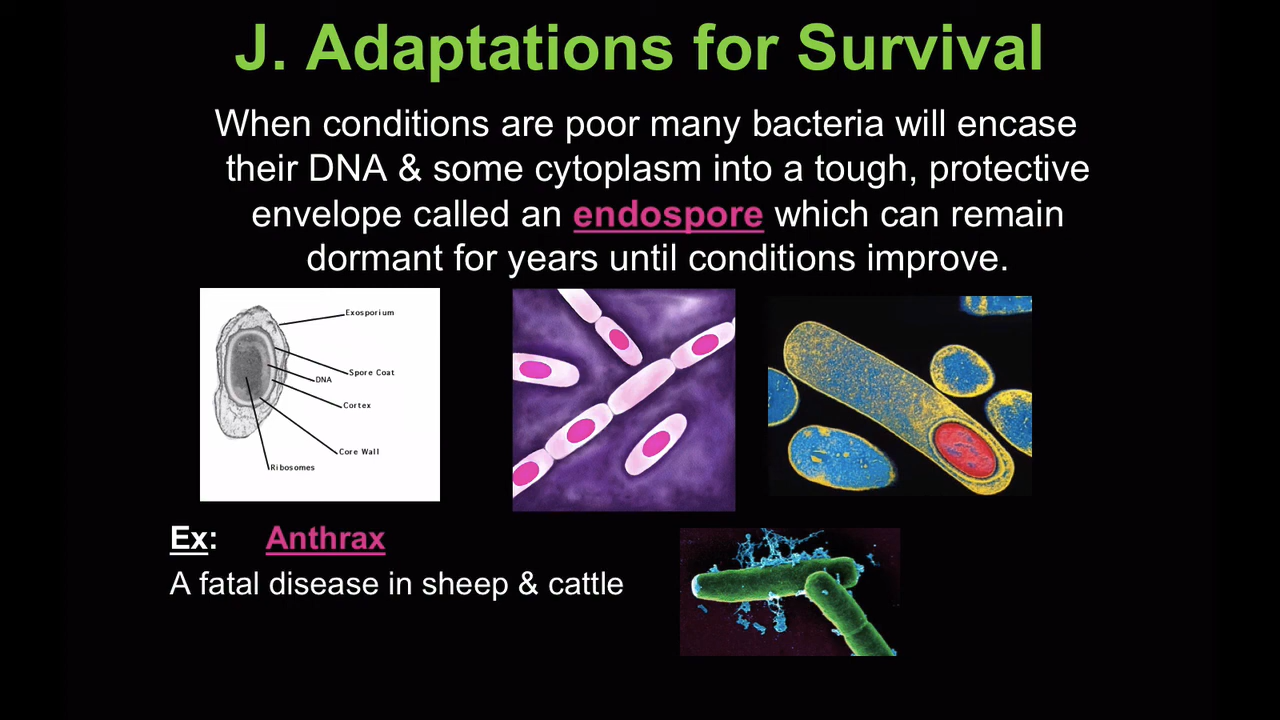 J. Adaptations for Survival
When conditions are poor many bacteria will encase
their DNA & some cytoplasm into a tough, protective
envelope called an endospore which can remain
dormant for years until conditions improve.
Exosporium
Spore Coat
DNA
Cortex
Core Wall
Ribosomes
Ex: Anthrax
A fatal disease in sheep & cattle